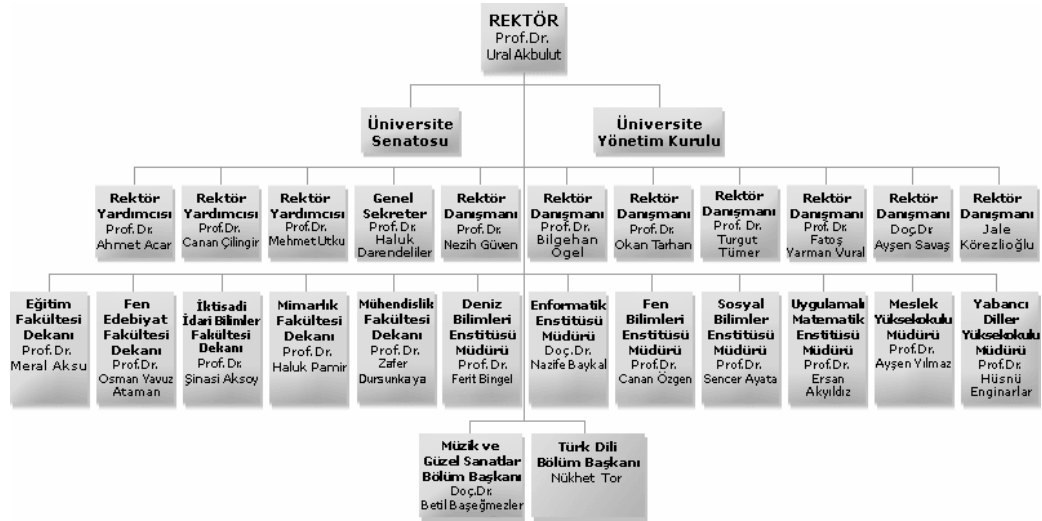 REKTÖR
Prof.Dr.
Ural Akbulut
Üniversite
Senatosu
Üniversite
Yönetim Kurulu
Rektör
Yardımcısı
Prof.Dr.
Ahmet Acar
Rektör
Yardımcısı
Prof.Dr.
Canan Çilingir
Rektör
Yardımcısı
Prof.Dr.
Mehmet Utku
Genel
Sekreter
Prof.Dr.
Haluk
Darendeliler
Rektör
Danışmanı
Prof.Dr.
Nezih Güven
Rektör
Danışmanı
Prof.Dr.
Bilgehan
Ögel
Rektör
Danışmanı
Prof.Dr.
Okan Tarhan
Rektör
Danışmanı
Prof. Dr.
Turgut
Tümer
Rektör
Danışmanı
Prof. Dr.
Fatoş
Yarman Vural
Rektör
Danışmanı
Doç.Dr.
Ayşen Savaş
Rektör
Danışmanı
Jale
Körezlioğlu
Eğitim
Fakültesi
Dekanı
Prof.Dr.
Meral Aksu
Fen
Edebiyat
Fakültesi
Dekanı
Prof.Dr.
Osman Yavuz
Ataman
İktisadi
İdari Bilimler
Fakültesi
Dekanı
Prof.Dr.
Şinasi Aksoy
Mimarlık
Fakültesi
Dekanı
Prof.Dr.
Haluk Pamir
Mühendislik
Fakültesi
Dekanı
Prof.Dr.
Zafer
Dursunkaya
Deniz
Bilimleri
Enstitüsü
Müdürü
Prof.Dr.
Ferit Bingel
Enformatik
Enstitüsü
Müdürü
Doç.Dr.
Nazife Baykal
Fen
Bilimleri
Enstitüsü
Müdürü
Prof.Dr.
Canan Özgen
Sosyal
Bilimler
Enstitüsü
Müdürü
Prof.Dr.
Sencer Ayata
Uygulamalı
Matematik
Enstitüsü
Müdürü
Prof.Dr.
Ersan
Akyıldız
Meslek
Yüksekokulu
Müdürü
Prof.Dr.
Ayşen Yılmaz
Yabancı
Diller
Yüksekokulu
Müdürü
Prof.Dr.
Hüsnü
Enginarlar
Müzik ve
Güzel Sanatlar
Bölüm Başkanı
Doç.Dr.
Betil Başeğmezler
Türk Dili
Bölüm Başkanı
Nükhet Tor